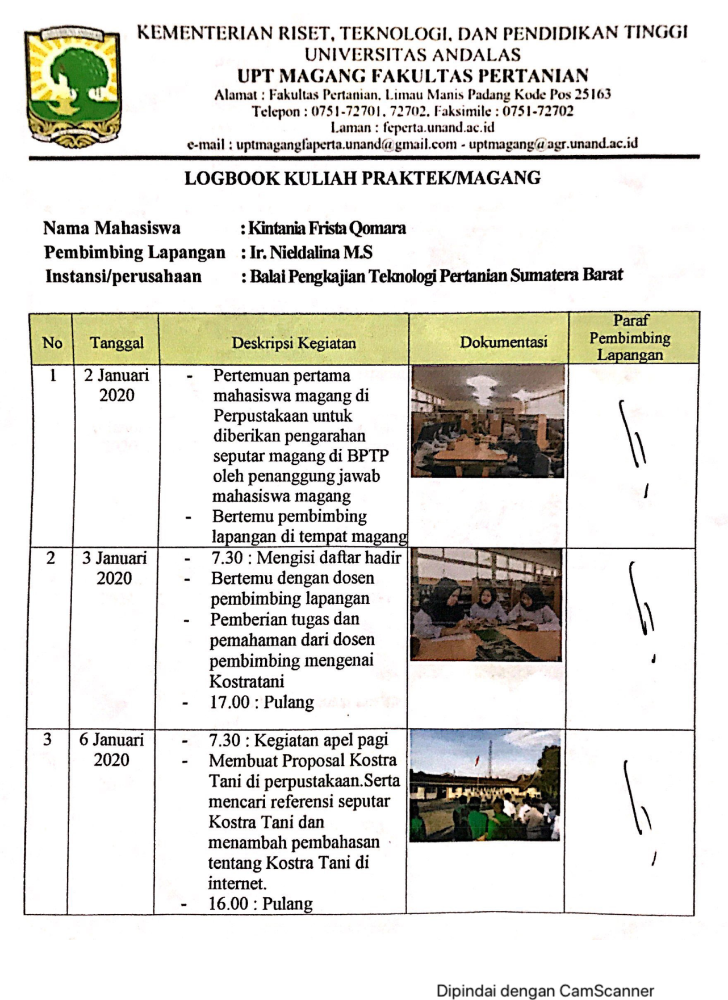 KEMENTERIAN RISET, TEKNOLOGI, DAN PENDIDIKAN TINGGI
UNIVERSITAS ANDALAS
UPT MAGANG FAKULTAS PERTANIAN
Alamat : Fakultas Pertanian, Limau Manis Padang Kode Pos 25163
Telepon : 0751-72701, 72702, Faksimile : 0751-72702
Laman : feperta.unand.ac.id
e-mail : uptmagangfaperta.unand@gmail.com - uptmagang@agr.unand.ac.id
LOGBOOK KULIAH PRAKTEK/MAGANG
Nama Mahasiswa : Kintania Frista Qomara
Pembimbing Lapangan : Ir. Nieldalina M.S
Instansi/perusahaan : Balai Pengkajian Teknologi Pertanian Sumatera Barat
No
Tanggal
Deskripsi Kegiatan
Dokumentasi
Paraf
Pembimbing
Lapangan
1
2 Januari
2020
- Pertemuan pertama
mahasiswa magang di
Perpustakaan untuk
diberikan pengarahan
seputar magang di BPTP
oleh penanggung jawab
mahasiswa magang
- Bertemu pembimbing
lapangan di tempat magang
2
3 Januari
2020
- 7.30 : Mengisi daftar hadir
- Bertemu dengan dosen
pembimbing lapangan
- Pemberian tugas dan
pemahaman dari dosen
pembimbing mengenai
Kostratani
- 17.00 : Pulang
3
6 Januari
2020
- 7.30 : Kegiatan apel pagi
- Membuat Proposal Kostra
Tani di perpustakaan.Serta
mencari referensi seputar
Kostra Tani dan
menambah pembahasan
tentang Kostra Tani di
internet.
- 16.00 : Pulang
Dipindai dengan CamScanner